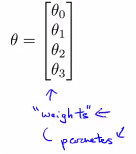 θ = [θ₀
θ₁
θ₂
θ₃]
"weights"
parameters